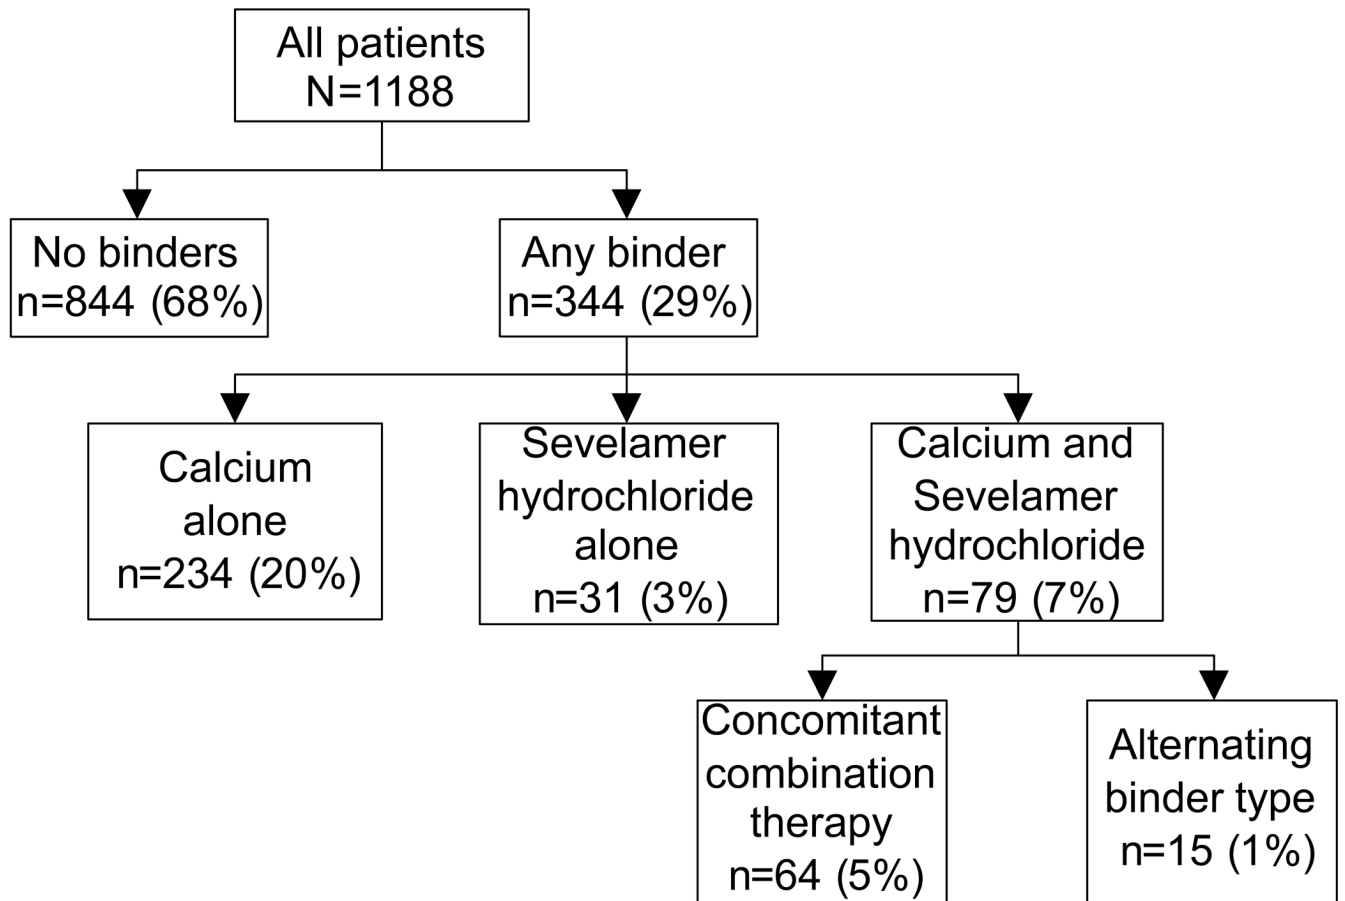 All patients
N=1188
No binders
n=844 (68%)
Any binder
n=344 (29%)
Calcium
alone
n=234 (20%)
Sevelamer
hydrochloride
alone
n=31 (3%)
Calcium and
Sevelamer
hydrochloride
n=79 (7%)
Concomitant
combination
therapy
n=64 (5%)
Alternating
binder type
n=15 (1%)